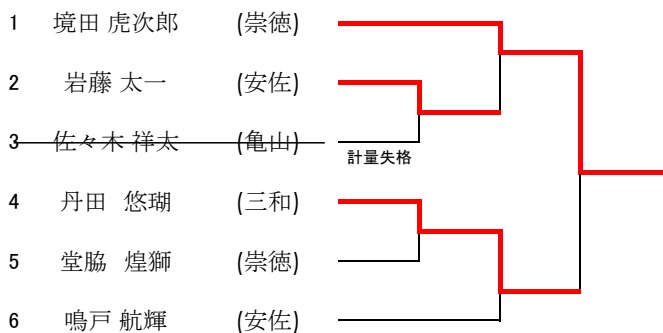 1 境田 虎次郎 (崇徳)
2 岩藤 太一 (安佐)
3 佐々木 祥太 (亀山)
計量失格
4 丹田 悠瑚 (三和)
5 堂脇 煌獅 (崇徳)
6 鳴戸 航輝 (安佐)